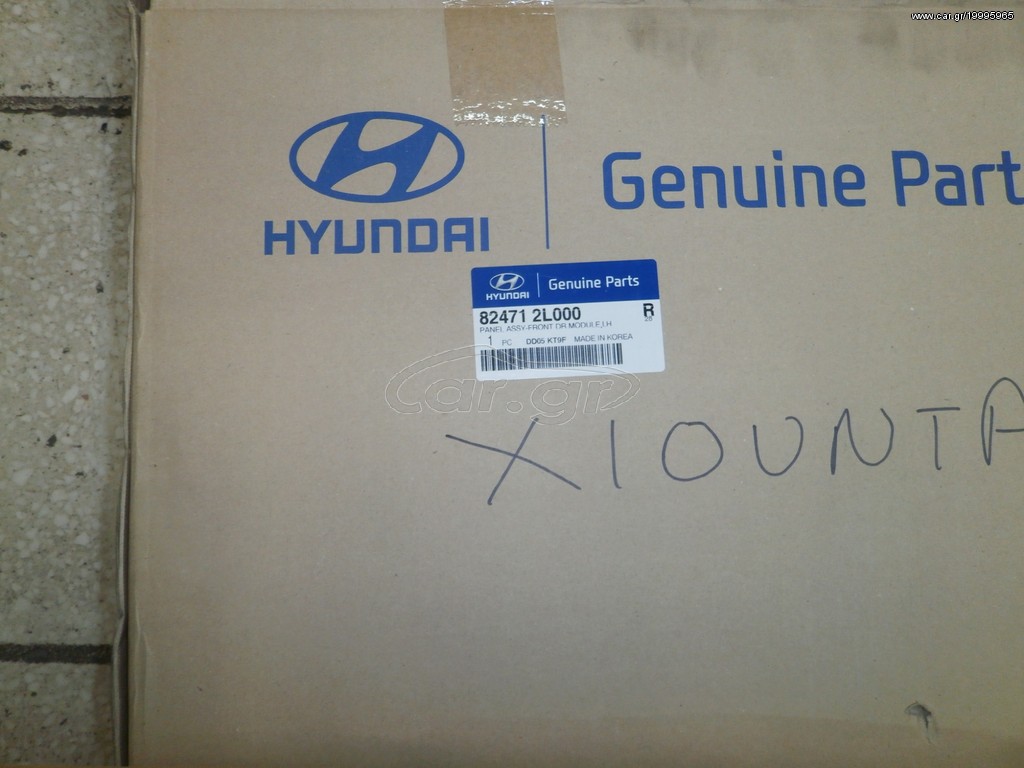 www.car.gr/19995965
HYUNDAI
Genuine Part
HYUNDAI
Genuine Parts
82471 2L000
R
28
PANEL ASSY-FRONT DR MODULE,LH
1 PC DD05 KT9F MADE IN KOREA
Car.gr
XIOUNTA